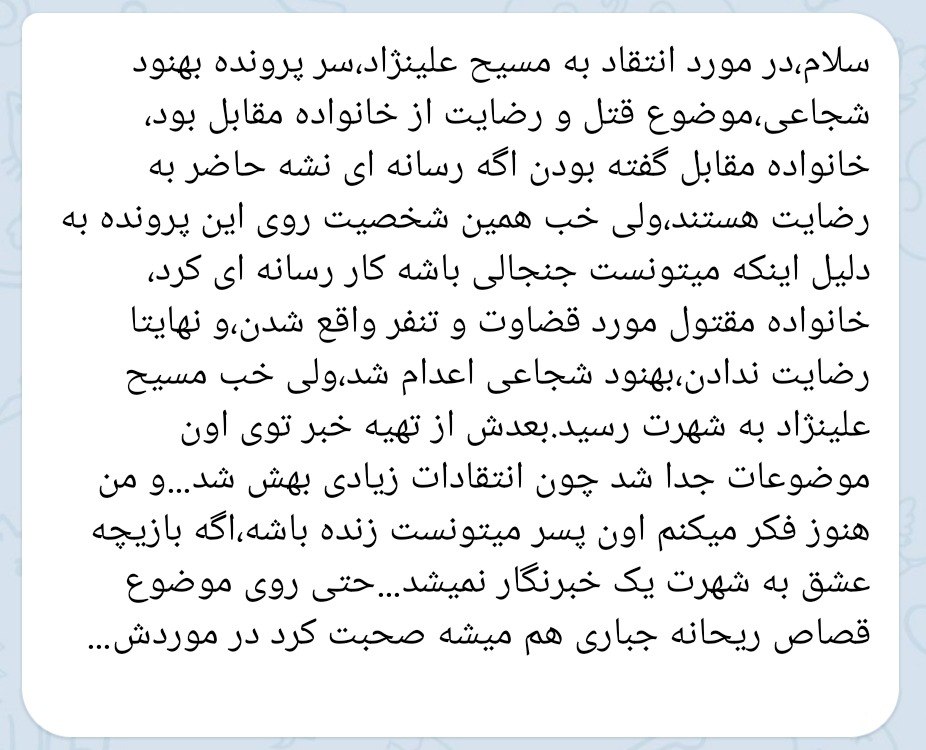 سلام،در مورد انتقاد به مسیح علینژاد،سر پرونده بهنود
شجاعی،موضوع قتل و رضایت از خانواده مقابل بود،
خانواده مقابل گفته بودن اگه رسانه ای نشه حاضر به
رضایت هستند،ولی خب همین شخصیت روی این پرونده به
دلیل اینکه میتونست جنجالی باشه کار رسانه ای کرد،
خانواده مقتول مورد قضاوت و تنفر واقع شدن،و نهایتا
رضایت ندادن،بهنود شجاعی اعدام شد،ولی خب مسیح
علینژاد به شهرت رسید.بعدش از تهیه خبر توی اون
موضوعات جدا شد چون انتقادات زیادی بهش شد...و من
هنوز فکر میکنم اون پسر میتونست زنده باشه،اگه بازیچه
عشق به شهرت یک خبرنگار نمیشد...حتی روی موضوع
قصاص ریحانه جباری هم میشه صحبت کرد در موردش...